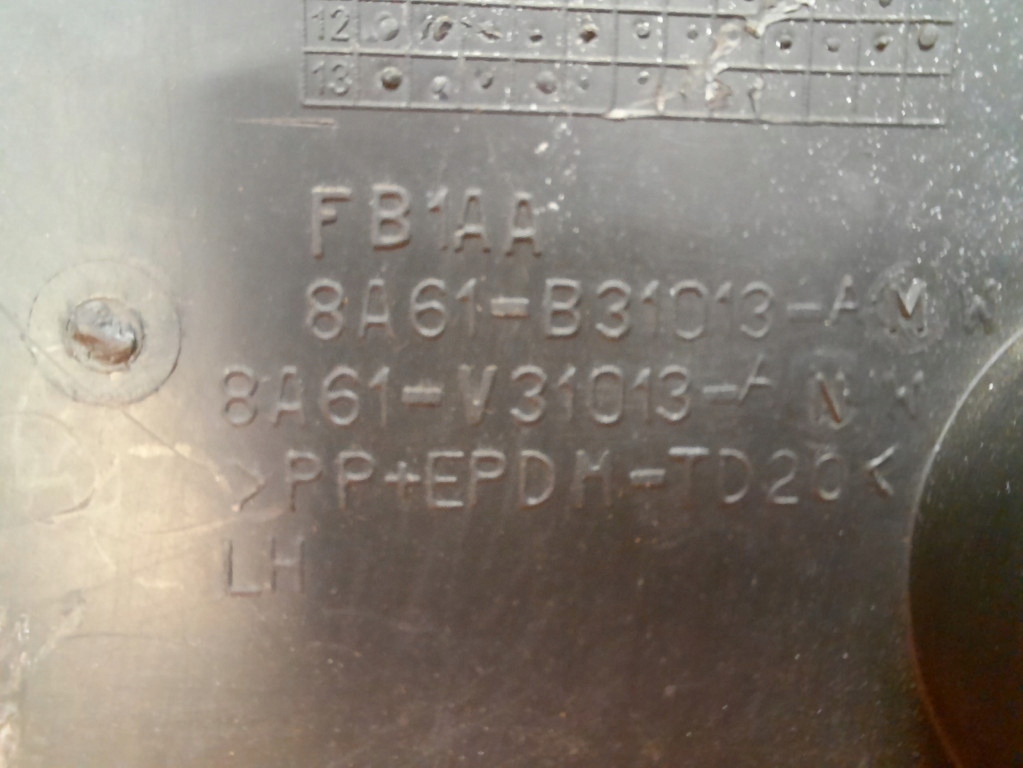 12
13
FB1AA
8A61-B31013-A M
8A61-V31013-A
>PP+EPDM-TD20<
LH